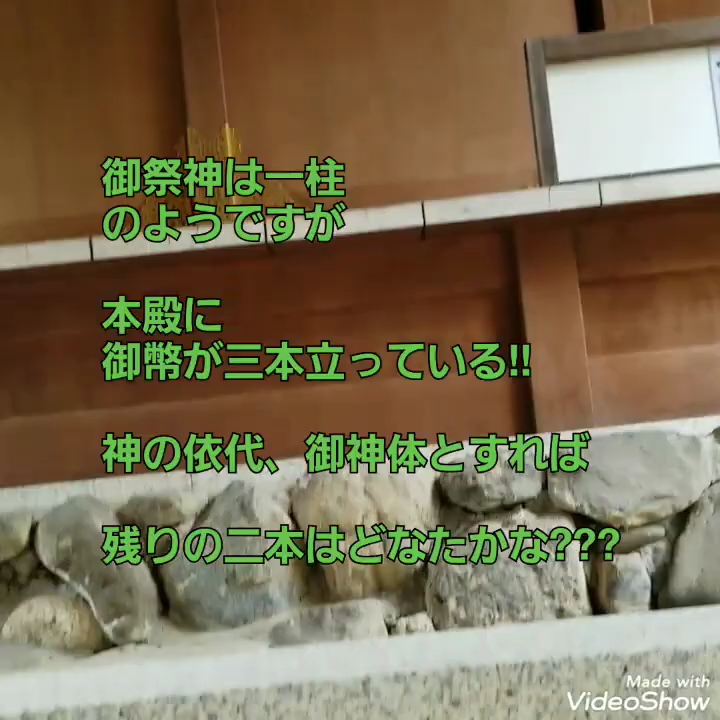 御祭神は一柱
のようですが
本殿に
御幣が三本立っている!!
神の依代、御神体とすれば
残りの二本はどなたかな???
Made with
VideoShow